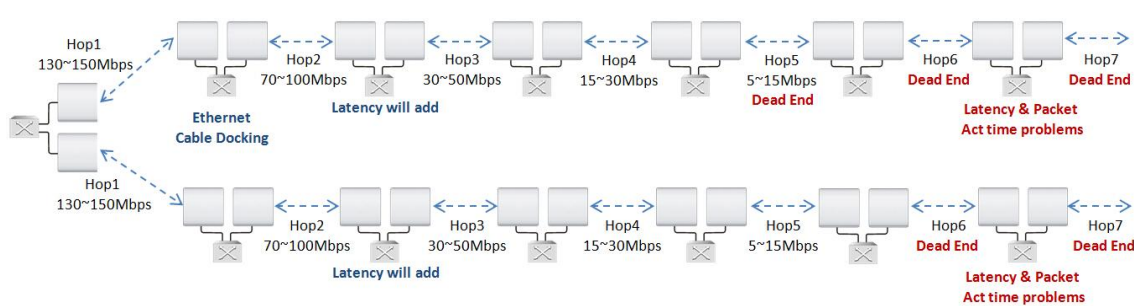 Hop1
130~150Mbps
Hop2
70~100Mbps
Hop3
30~50Mbps
Hop4
15~30Mbps
Hop5
5~15Mbps
Dead End
Hop6
Dead End
Hop7
Dead End
Ethernet
Cable Docking
Latency will add
Latency & Packet
Act time problems
Hop1
130~150Mbps
Hop2
70~100Mbps
Hop3
30~50Mbps
Hop4
15~30Mbps
Hop5
5~15Mbps
Hop6
Dead End
Hop7
Dead End
Latency will add
Latency & Packet
Act time problems